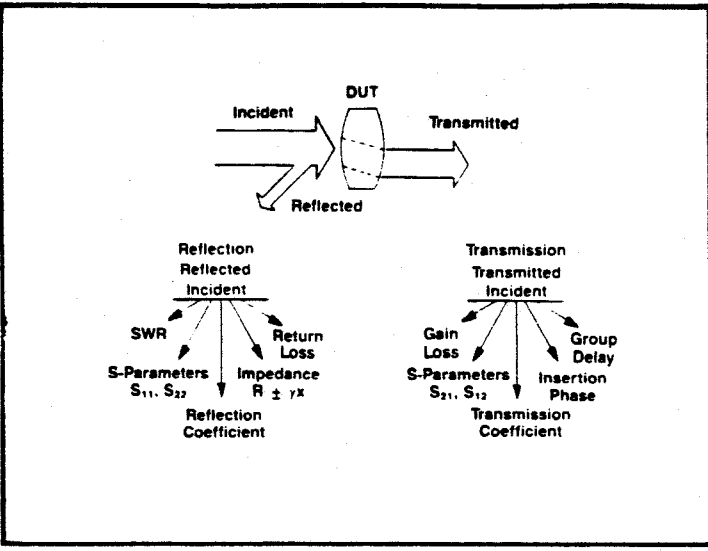 DUT
Incident
Transmitted
Reflected
Reflection
Reflected
Incident
SWR
Return
Loss
S-Parameters
S₁₁, S₂₂
Impedance
R ± γx
Reflection
Coefficient
Transmission
Transmitted
Incident
Gain
Loss
Group
Delay
S-Parameters
S₂₁, S₁₂
Insertion
Phase
Transmission
Coefficient